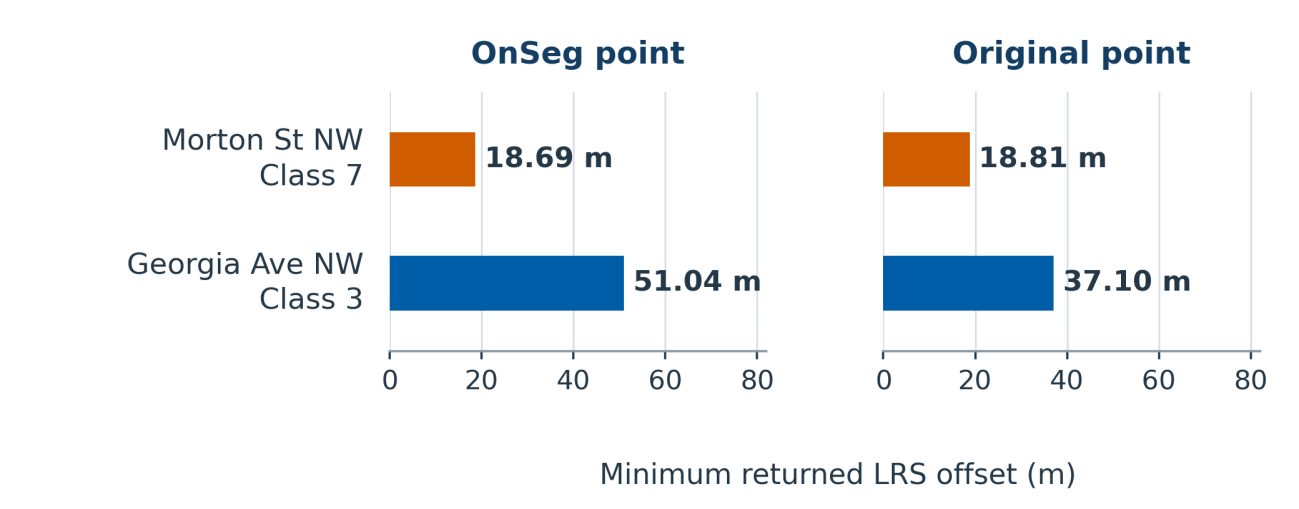 OnSeg point
Original point
Morton St NW
Class 7
18.69 m
18.81 m
Georgia Ave NW
Class 3
51.04 m
37.10 m
0 20 40 60 80
0 20 40 60 80
Minimum returned LRS offset (m)